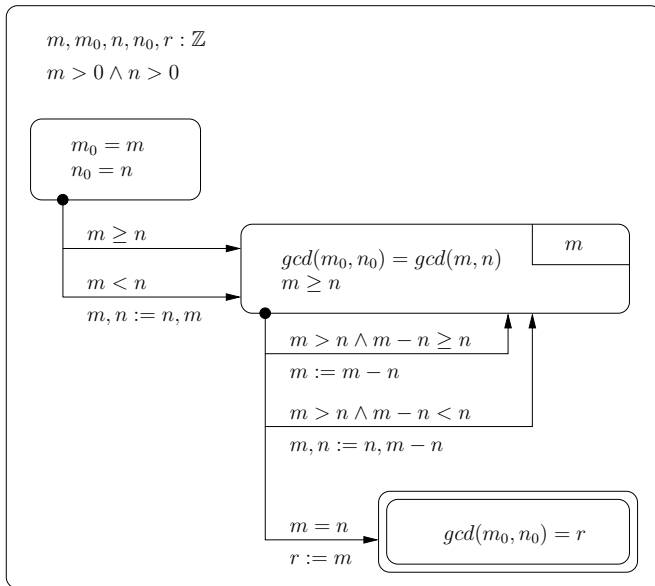 m, m₀, n, n₀, r : ℤ
m > 0 ∧ n > 0
m₀ = m
n₀ = n
m ≥ n
m < n
m, n := n, m
gcd(m₀, n₀) = gcd(m, n)
m ≥ n
m
m > n ∧ m − n ≥ n
m := m − n
m > n ∧ m − n < n
m, n := n, m − n
m = n
r := m
gcd(m₀, n₀) = r